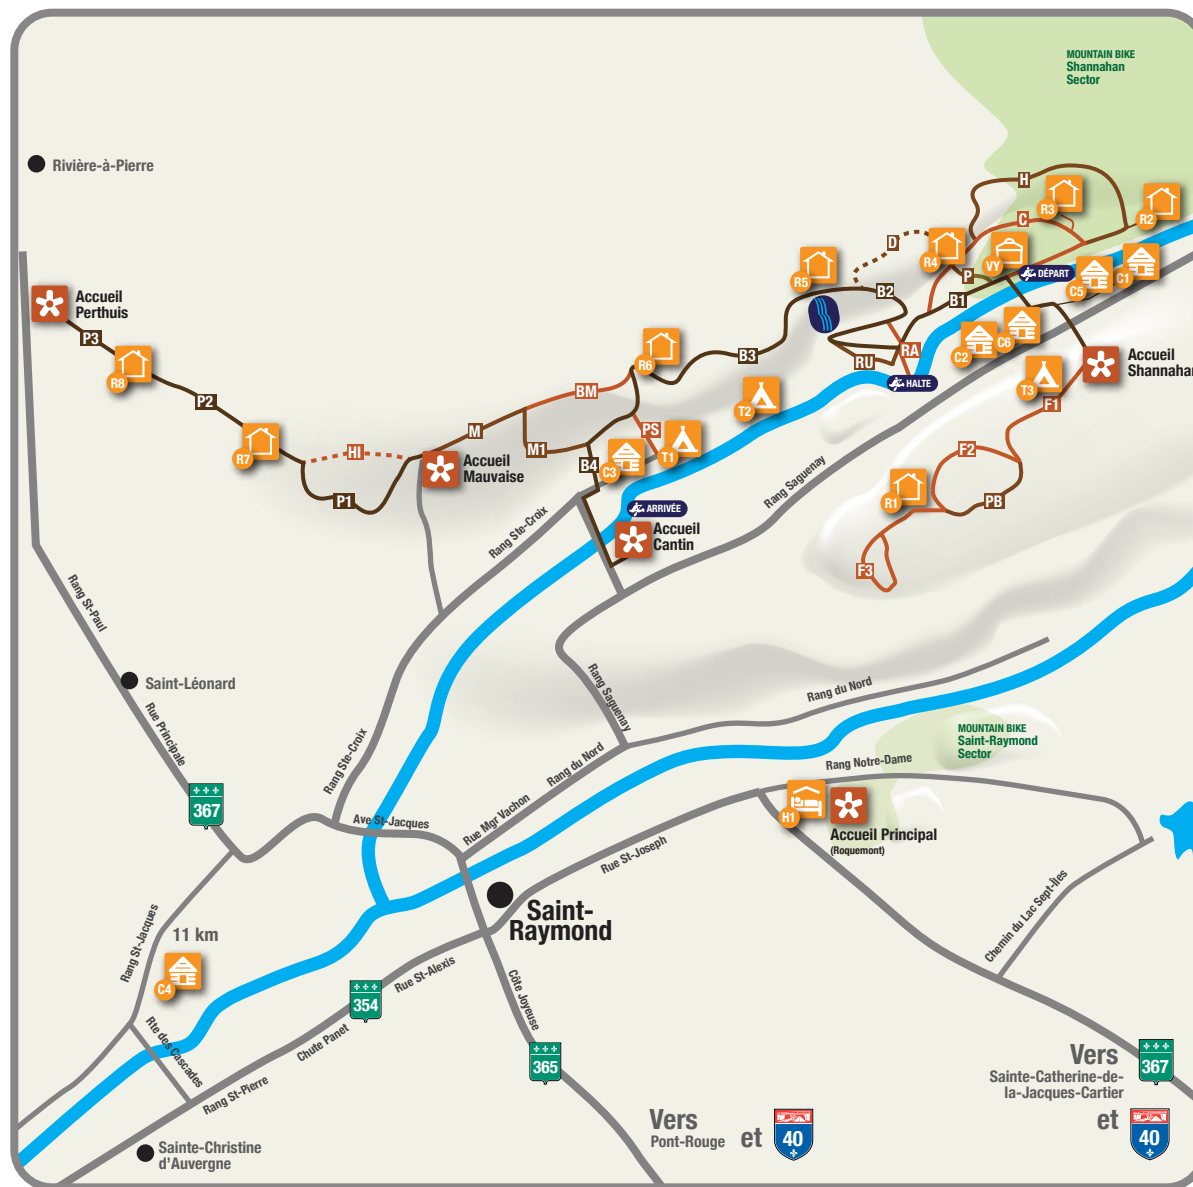 MOUNTAIN BIKE
Shannahan
Sector
Rivière-à-Pierre
H
R3
R2
C
D
R4
VY
P
DÉPART
C5
C1
R5
B2
B1
Accueil
Perthuis
P3
R8
R6
B3
RU
RA
C2
C6
HALTE
T3
Accueil
Shannahan
P2
BM
T2
F1
R7
HI
M
M1
PS
T1
C3
B4
F2
P1
Accueil
Mauvaise
Rang Saguenay
R1
PB
ARRIVÉE
Accueil
Cantin
Rang Ste-Croix
F3
Rang St-Paul
Saint-Léonard
Rue Principale
Rang Saguenay
Rang du Nord
MOUNTAIN BIKE
Saint-Raymond
Sector
Rang Ste-Croix
Rang du Nord
Rang Notre-Dame
367
Ave St-Jacques
Rue Mgr Vachon
H1
Accueil Principal
(Roquemont)
Rue St-Joseph
Saint-
Raymond
Chemin du Lac Sept-Îles
Rang St-Jacques
11 km
C4
Rue St-Alexis
354
Côte Joyeuse
Rte des Cascades
Chute Panet
365
Rang St-Pierre
Vers
Sainte-Catherine-de-
la-Jacques-Cartier
367
et
40
Vers
Pont-Rouge
et
40
Sainte-Christine
d'Auvergne